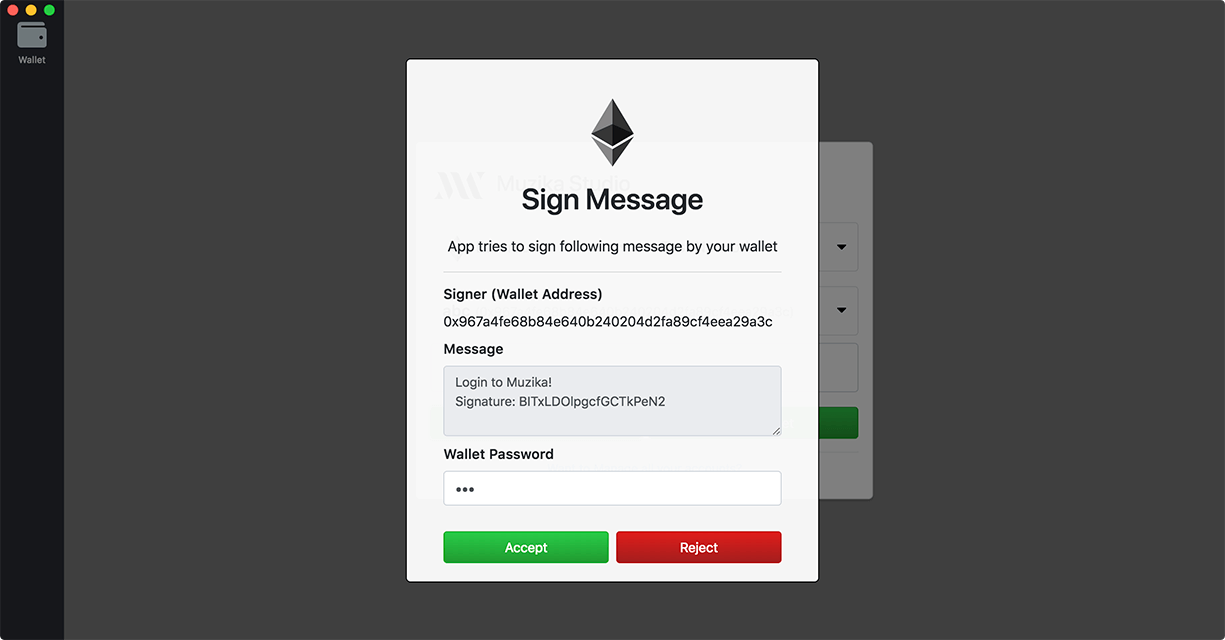 Wallet
Muzika Studio
Sign Message
App tries to sign following message by your wallet
Signer (Wallet Address)
0x967a4fe68b84e640b240204d2fa89cf4eea29a3c
Message
Login to Muzika!
Signature: BITxLDOlpgcfGCTkPeN2
Wallet Password
Accept
Reject